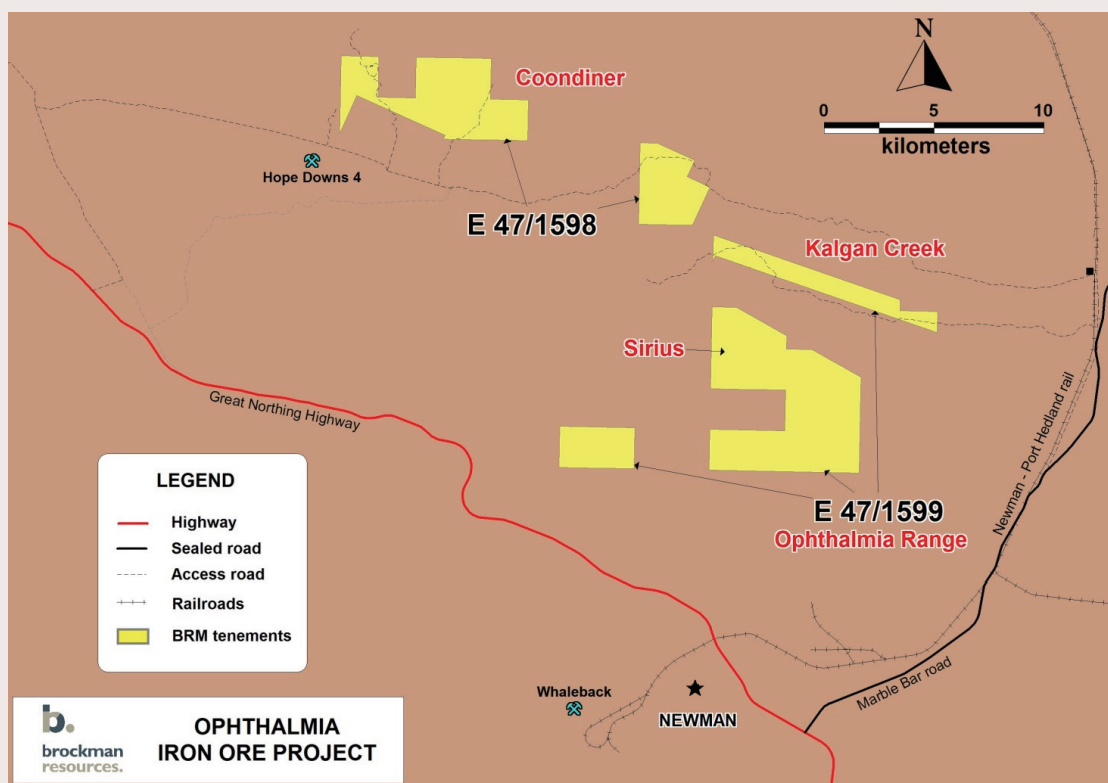 Coondiner
N
0 5 10
kilometers
Hope Downs 4
E 47/1598
Kalgan Creek
Sirius
Great Northing Highway
Newman - Port Hedland rail
E 47/1599
Ophthalmia Range
LEGEND
Highway
Sealed road
Access road
Railroads
BRM tenements
Marble Bar road
Whaleback
NEWMAN
b.
brockman
resources.
OPHTHALMIA
IRON ORE PROJECT